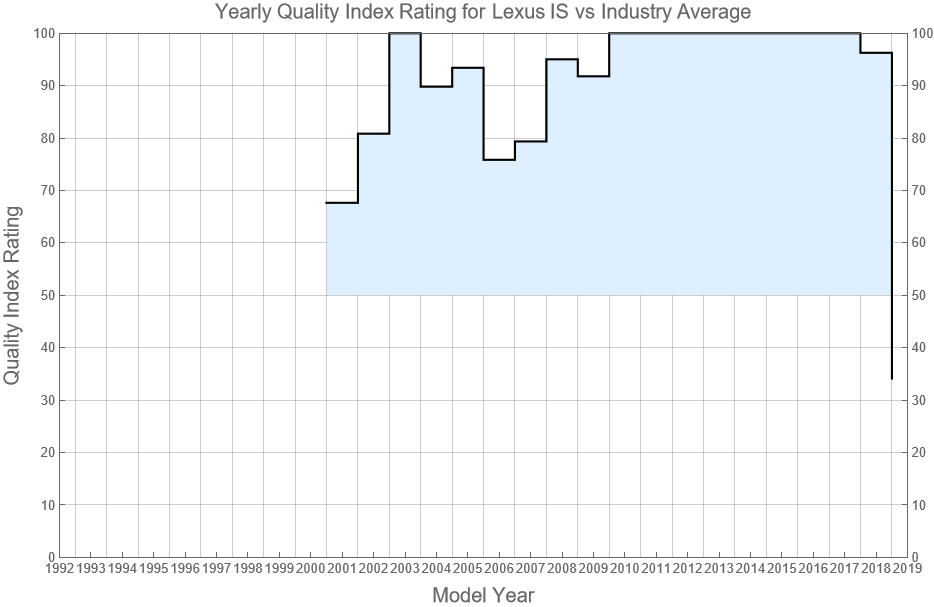 Yearly Quality Index Rating for Lexus IS vs Industry Average
100 100
90 90
80 80
70 70
60 60
50 50
40 40
30 30
20 20
10 10
0 0
Quality Index Rating
1992 1993 1994 1995 1996 1997 1998 1999 2000 2001 2002 2003 2004 2005 2006 2007 2008 2009 2010 2011 2012 2013 2014 2015 2016 2017 2018 2019
Model Year